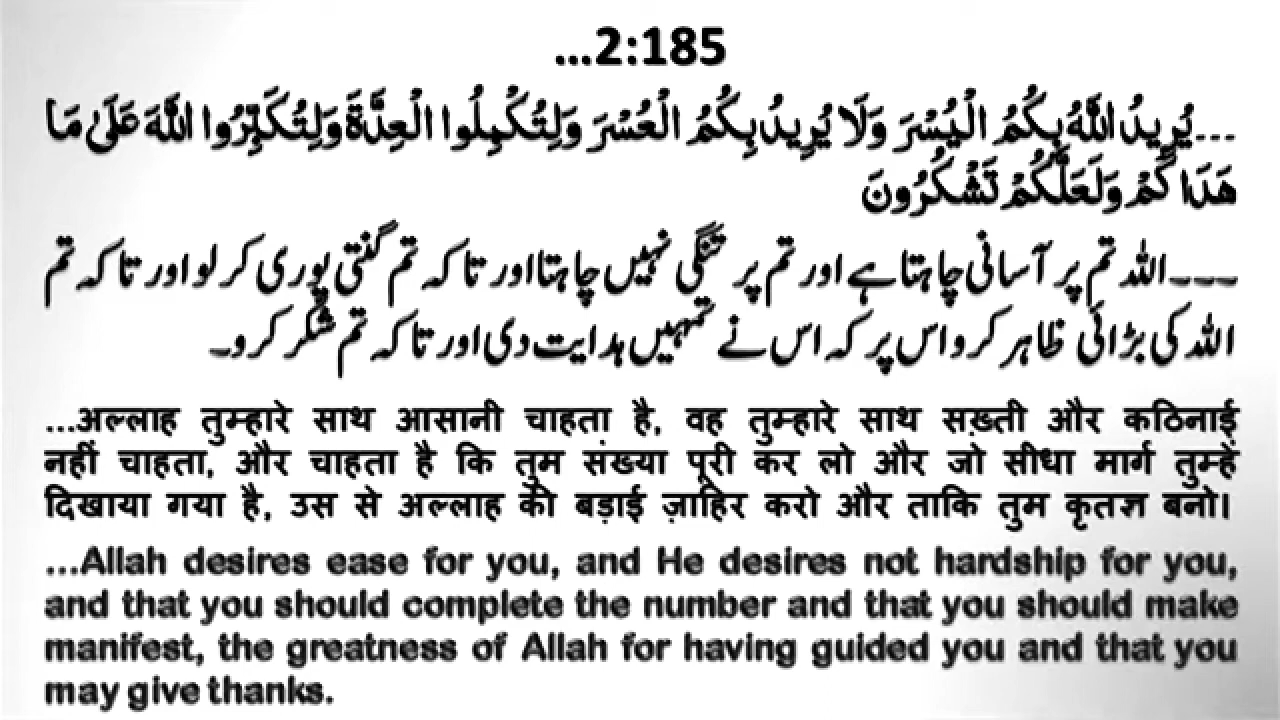 ...2:185
...يُرِيدُ اللَّهُ بِكُمُ الْيُسْرَ وَلَا يُرِيدُ بِكُمُ الْعُسْرَ وَلِتُكْمِلُوا الْعِدَّةَ وَلِتُكَبِّرُوا اللَّهَ عَلَىٰ مَا
هَدَاكُمْ وَلَعَلَّكُمْ تَشْكُرُونَ
۔۔۔اللہ تم پر آسانی چاہتا ہے اور تم پر تنگی نہیں چاہتا اور تاکہ تم گنتی پوری کر لو اور تاکہ تم
اللہ کی بڑائی ظاہر کرو اس پر کہ اس نے تمہیں ہدایت دی اور تاکہ تم شکر کرو۔
...अल्लाह तुम्हारे साथ आसानी चाहता है, वह तुम्हारे साथ सख़्ती और कठिनाई
नहीं चाहता, और चाहता है कि तुम संख्या पूरी कर लो और जो सीधा मार्ग तुम्हें
दिखाया गया है, उस से अल्लाह की बड़ाई ज़ाहिर करो और ताकि तुम कृतज्ञ बनो।
...Allah desires ease for you, and He desires not hardship for you,
and that you should complete the number and that you should make
manifest, the greatness of Allah for having guided you and that you
may give thanks.